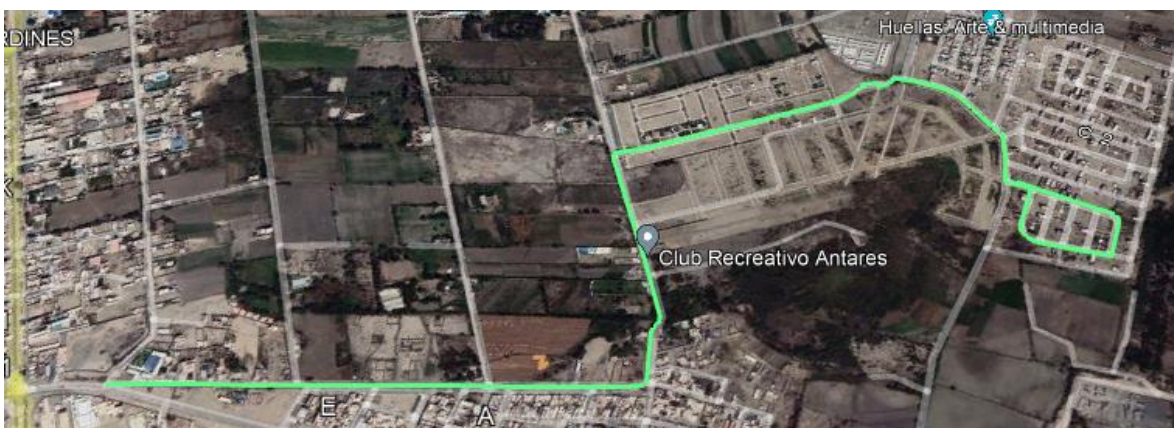 RDINES
Huellas: Arte & multimedia
C 2
Club Recreativo Antares
E
A